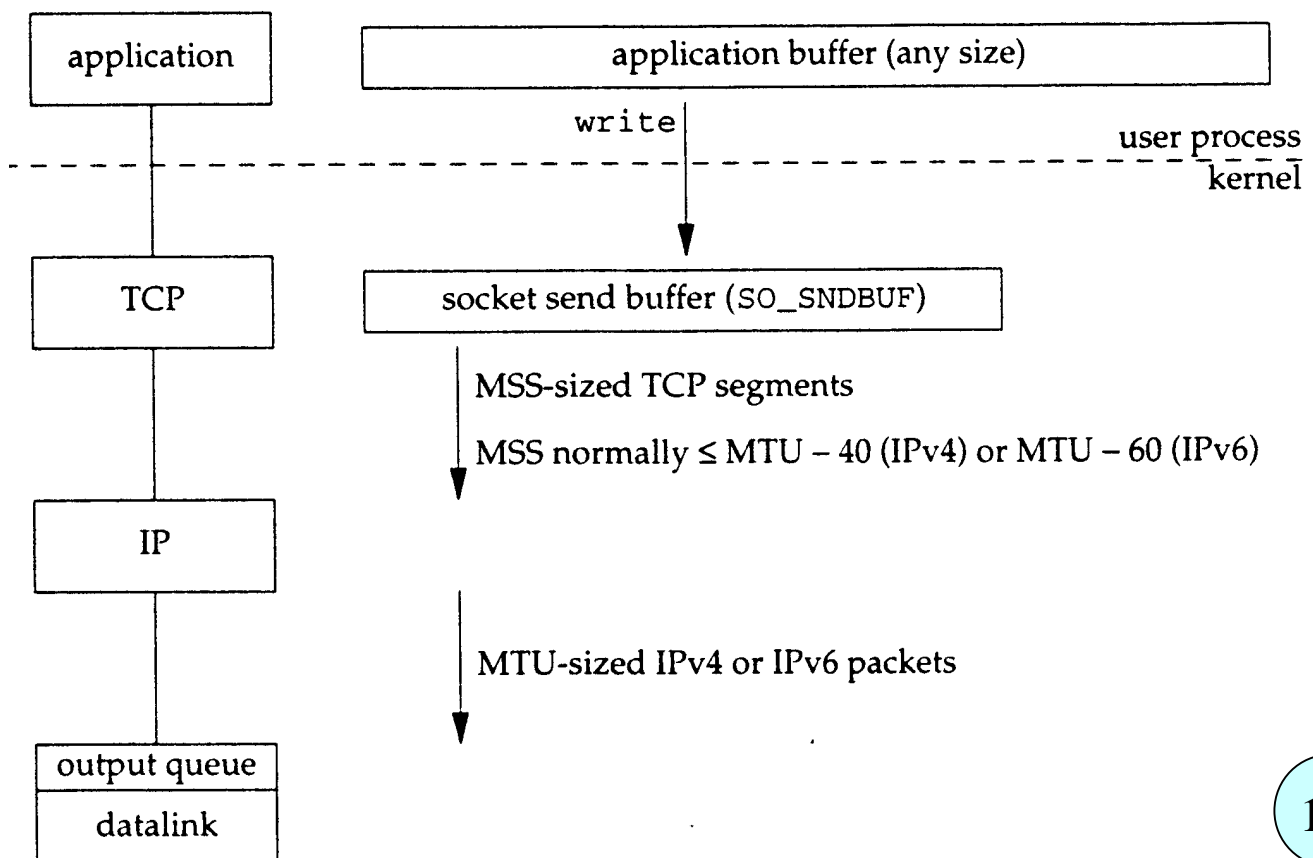 application
application buffer (any size)
write
user process
kernel
TCP
socket send buffer (SO_SNDBUF)
MSS-sized TCP segments
MSS normally ≤ MTU – 40 (IPv4) or MTU – 60 (IPv6)
IP
MTU-sized IPv4 or IPv6 packets
output queue
datalink